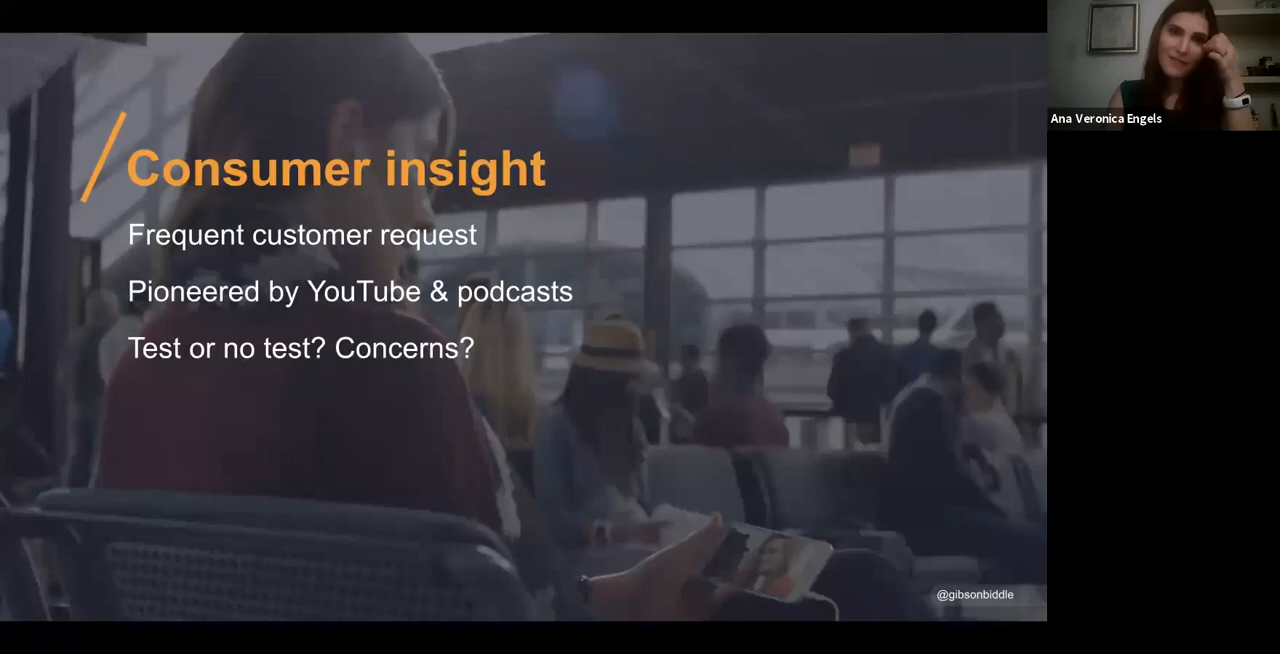 Consumer insight
Frequent customer request
Pioneered by YouTube & podcasts
Test or no test? Concerns?
@gibsonbiddle
Ana Veronica Engels